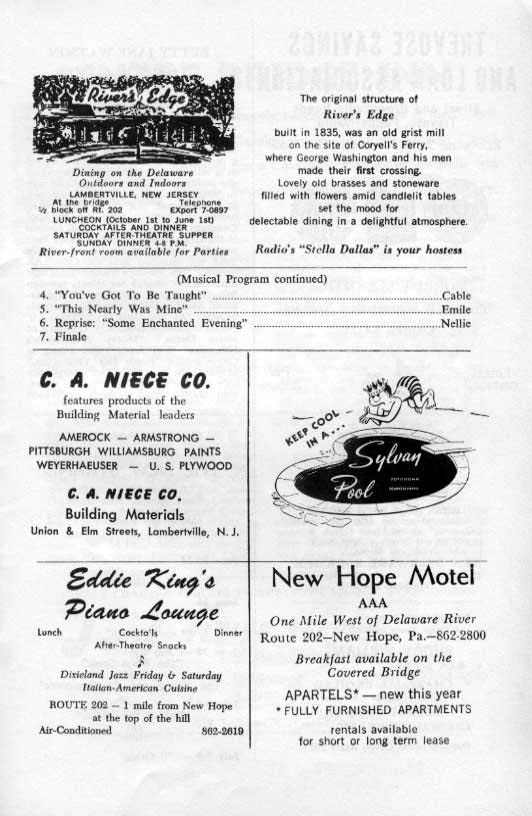 River's Edge
Dining on the Delaware
Outdoors and Indoors
LAMBERTVILLE, NEW JERSEY
At the bridge Telephone
½ block off Rt. 202 EXport 7-0897
LUNCHEON (October 1st to June 1st)
COCKTAILS AND DINNER
SATURDAY AFTER-THEATRE SUPPER
SUNDAY DINNER 4-8 P.M.
River-front room available for Parties
The original structure of
River's Edge
built in 1835, was an old grist mill
on the site of Coryell's Ferry,
where George Washington and his men
made their first crossing.
Lovely old brasses and stoneware
filled with flowers amid candlelit tables
set the mood for
delectable dining in a delightful atmosphere.
Radio's "Stella Dallas" is your hostess
(Musical Program continued)
4. "You've Got To Be Taught" ........ Cable
5. "This Nearly Was Mine" ........ Emile
6. Reprise: "Some Enchanted Evening" ........ Nellie
7. Finale
C. A. NIECE CO.
features products of the
Building Material leaders
AMEROCK — ARMSTRONG —
PITTSBURGH WILLIAMSBURG PAINTS
WEYERHAEUSER — U. S. PLYWOOD
C. A. NIECE CO.
Building Materials
Union & Elm Streets, Lambertville, N. J.
KEEP COOL
IN A...
Sylvan
Pool
Eddie King's
Piano Lounge
Lunch Cocktails Dinner
After-Theatre Snacks
Dixieland Jazz Friday & Saturday
Italian-American Cuisine
ROUTE 202 — 1 mile from New Hope
at the top of the hill
Air-Conditioned 862-2619
New Hope Motel
AAA
One Mile West of Delaware River
Route 202—New Hope, Pa.—862-2800
Breakfast available on the
Covered Bridge
APARTELS* — new this year
* FULLY FURNISHED APARTMENTS
rentals available
for short or long term lease